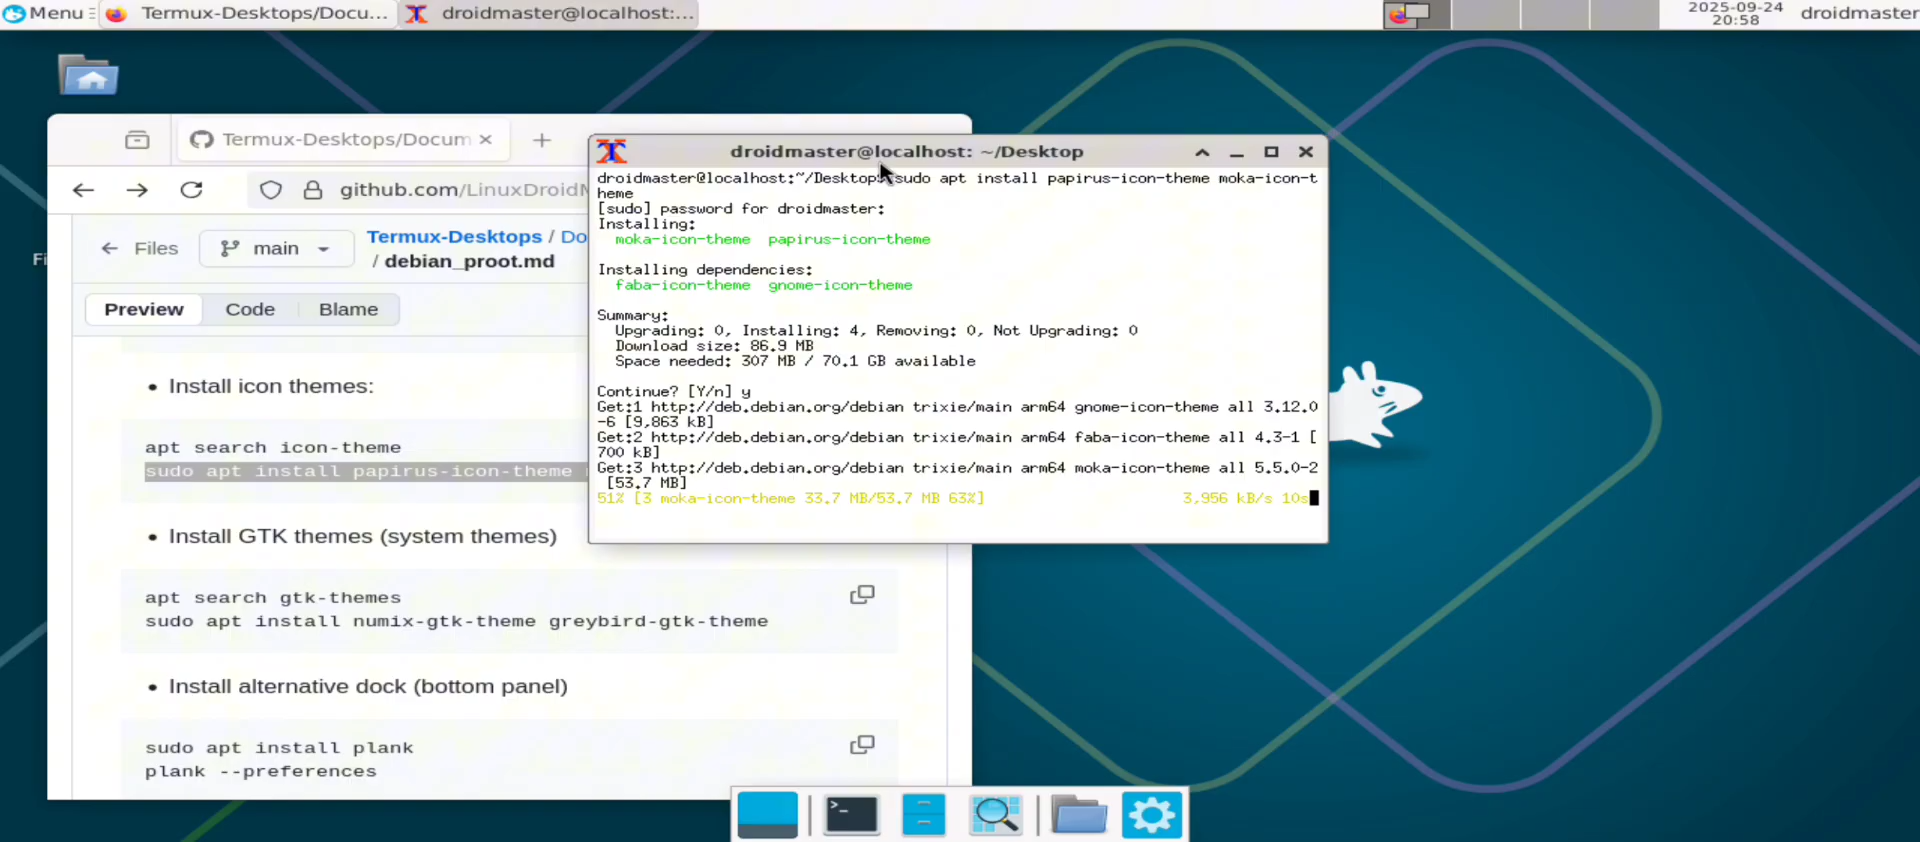 Menu
Termux-Desktops/Docu...
droidmaster@localhost:...
2025-09-24
20:58
droidmaster
Fi
Termux-Desktops/Docum
github.com/LinuxDroidM
Files
main
Termux-Desktops / Do
/ debian_proot.md
Preview
Code
Blame
Install icon themes:
apt search icon-theme
sudo apt install papirus-icon-theme
Install GTK themes (system themes)
apt search gtk-themes
sudo apt install numix-gtk-theme greybird-gtk-theme
Install alternative dock (bottom panel)
sudo apt install plank
plank --preferences
droidmaster@localhost: ~/Desktop
droidmaster@localhost:~/Desktop$ sudo apt install papirus-icon-theme moka-icon-t
heme
[sudo] password for droidmaster:
Installing:
moka-icon-theme papirus-icon-theme
Installing dependencies:
faba-icon-theme gnome-icon-theme
Summary:
Upgrading: 0, Installing: 4, Removing: 0, Not Upgrading: 0
Download size: 86.9 MB
Space needed: 307 MB / 70.1 GB available
Continue? [Y/n] y
Get:1 http://deb.debian.org/debian trixie/main arm64 gnome-icon-theme all 3.12.0
-6 [9,863 kB]
Get:2 http://deb.debian.org/debian trixie/main arm64 faba-icon-theme all 4.3-1 [
700 kB]
Get:3 http://deb.debian.org/debian trixie/main arm64 moka-icon-theme all 5.5.0-2
[53.7 MB]
51% [3 moka-icon-theme 33.7 MB/53.7 MB 63%] 3,956 kB/s 10s